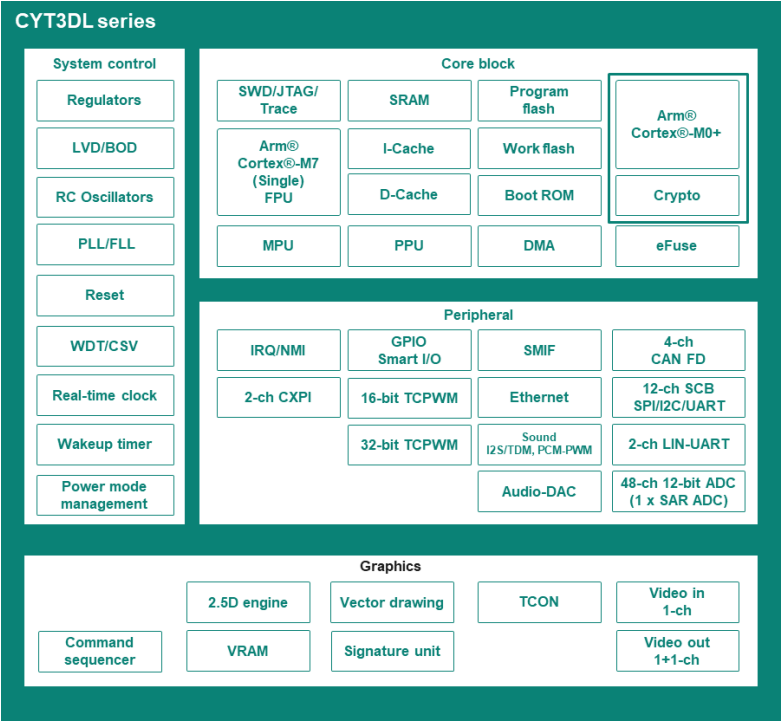 CYT3DL series
System control
Regulators
LVD/BOD
RC Oscillators
PLL/FLL
Reset
WDT/CSV
Real-time clock
Wakeup timer
Power mode
management
Core block
SWD/JTAG/
Trace
SRAM
Program
flash
Arm®
Cortex®-M0+
Arm®
Cortex®-M7
(Single)
FPU
I-Cache
Work flash
D-Cache
Boot ROM
Crypto
MPU
PPU
DMA
eFuse
Peripheral
IRQ/NMI
GPIO
Smart I/O
SMIF
4-ch
CAN FD
2-ch CXPI
16-bit TCPWM
Ethernet
12-ch SCB
SPI/I2C/UART
32-bit TCPWM
Sound
I2S/TDM, PCM-PWM
2-ch LIN-UART
Audio-DAC
48-ch 12-bit ADC
(1 x SAR ADC)
Graphics
2.5D engine
Vector drawing
TCON
Video in
1-ch
Command
sequencer
VRAM
Signature unit
Video out
1+1-ch